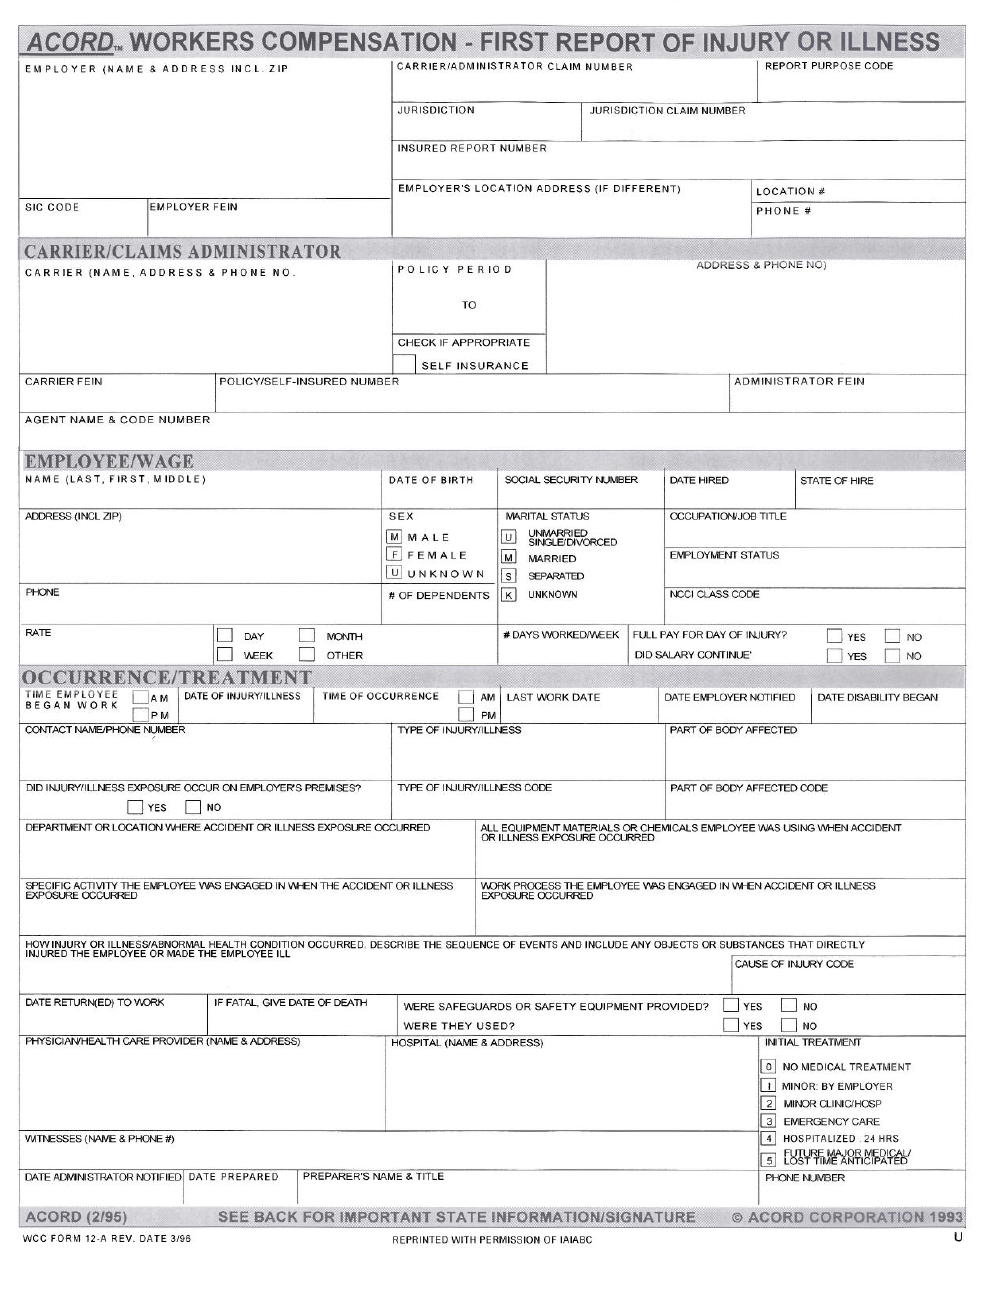 ACORD™ WORKERS COMPENSATION - FIRST REPORT OF INJURY OR ILLNESS
EMPLOYER (NAME & ADDRESS INCL. ZIP
CARRIER/ADMINISTRATOR CLAIM NUMBER
REPORT PURPOSE CODE
JURISDICTION
JURISDICTION CLAIM NUMBER
INSURED REPORT NUMBER
EMPLOYER'S LOCATION ADDRESS (IF DIFFERENT)
LOCATION #
PHONE #
SIC CODE
EMPLOYER FEIN
CARRIER/CLAIMS ADMINISTRATOR
CARRIER (NAME, ADDRESS & PHONE NO.
POLICY PERIOD
TO
ADDRESS & PHONE NO)
CHECK IF APPROPRIATE
SELF INSURANCE
CARRIER FEIN
POLICY/SELF-INSURED NUMBER
ADMINISTRATOR FEIN
AGENT NAME & CODE NUMBER
EMPLOYEE/WAGE
NAME (LAST, FIRST, MIDDLE)
DATE OF BIRTH
SOCIAL SECURITY NUMBER
DATE HIRED
STATE OF HIRE
ADDRESS (INCL ZIP)
SEX
M MALE
F FEMALE
U UNKNOWN
MARITAL STATUS
U UNMARRIED
SINGLE/DIVORCED
M MARRIED
S SEPARATED
K UNKNOWN
OCCUPATION/JOB TITLE
EMPLOYMENT STATUS
PHONE
# OF DEPENDENTS
NCCI CLASS CODE
RATE
DAY
MONTH
WEEK
OTHER
# DAYS WORKED/WEEK
FULL PAY FOR DAY OF INJURY?
YES
NO
DID SALARY CONTINUE'
YES
NO
OCCURRENCE/TREATMENT
TIME EMPLOYEE
BEGAN WORK
AM
PM
DATE OF INJURY/ILLNESS
TIME OF OCCURRENCE
AM
PM
LAST WORK DATE
DATE EMPLOYER NOTIFIED
DATE DISABILITY BEGAN
CONTACT NAME/PHONE NUMBER
TYPE OF INJURY/ILLNESS
PART OF BODY AFFECTED
DID INJURY/ILLNESS EXPOSURE OCCUR ON EMPLOYER'S PREMISES?
YES
NO
TYPE OF INJURY/ILLNESS CODE
PART OF BODY AFFECTED CODE
DEPARTMENT OR LOCATION WHERE ACCIDENT OR ILLNESS EXPOSURE OCCURRED
ALL EQUIPMENT MATERIALS OR CHEMICALS EMPLOYEE WAS USING WHEN ACCIDENT
OR ILLNESS EXPOSURE OCCURRED
SPECIFIC ACTIVITY THE EMPLOYEE WAS ENGAGED IN WHEN THE ACCIDENT OR ILLNESS
EXPOSURE OCCURRED
WORK PROCESS THE EMPLOYEE WAS ENGAGED IN WHEN ACCIDENT OR ILLNESS
EXPOSURE OCCURRED
HOW INJURY OR ILLNESS/ABNORMAL HEALTH CONDITION OCCURRED. DESCRIBE THE SEQUENCE OF EVENTS AND INCLUDE ANY OBJECTS OR SUBSTANCES THAT DIRECTLY
INJURED THE EMPLOYEE OR MADE THE EMPLOYEE ILL
CAUSE OF INJURY CODE
DATE RETURN(ED) TO WORK
IF FATAL, GIVE DATE OF DEATH
WERE SAFEGUARDS OR SAFETY EQUIPMENT PROVIDED?
YES
NO
WERE THEY USED?
YES
NO
PHYSICIAN/HEALTH CARE PROVIDER (NAME & ADDRESS)
HOSPITAL (NAME & ADDRESS)
INITIAL TREATMENT
0 NO MEDICAL TREATMENT
1 MINOR: BY EMPLOYER
2 MINOR CLINIC/HOSP
3 EMERGENCY CARE
4 HOSPITALIZED . 24 HRS
5 FUTURE MAJOR MEDICAL/
LOST TIME ANTICIPATED
WITNESSES (NAME & PHONE #)
DATE ADMINISTRATOR NOTIFIED
DATE PREPARED
PREPARER'S NAME & TITLE
PHONE NUMBER
ACORD (2/95)
SEE BACK FOR IMPORTANT STATE INFORMATION/SIGNATURE
© ACORD CORPORATION 1993
WCC FORM 12-A REV. DATE 3/96
REPRINTED WITH PERMISSION OF IAIABC
U